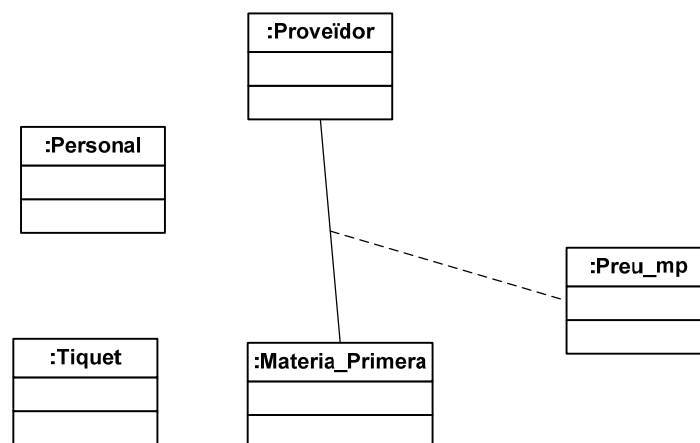 :Proveïdor
:Personal
:Preu_mp
:Tiquet
:Materia_Primera